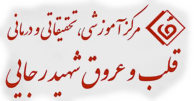 مرکز آموزشی، تحقیقاتی و درمانی
قلب و عروق شهید رجایی